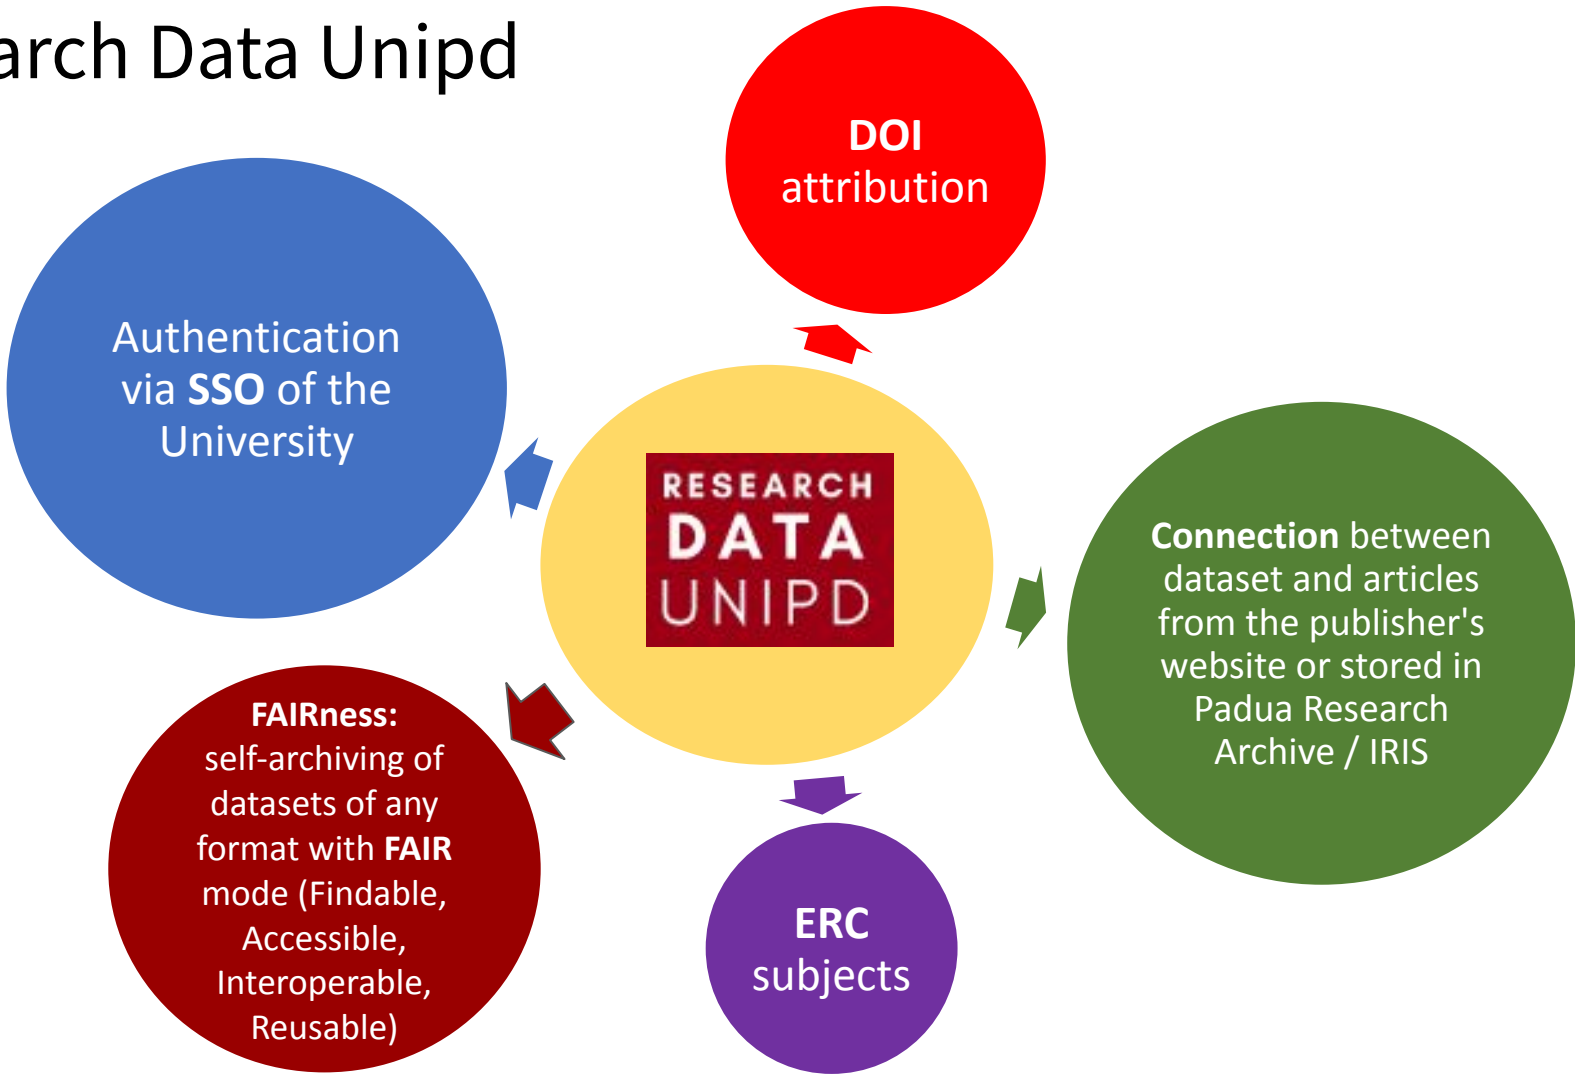 arch Data Unipd
DOI
attribution
Authentication
via SSO of the
University
RESEARCH
DATA
UNIPD
Connection between
dataset and articles
from the publisher's
website or stored in
Padua Research
Archive / IRIS
FAIRness:
self-archiving of
datasets of any
format with FAIR
mode (Findable,
Accessible,
Interoperable,
Reusable)
ERC
subjects